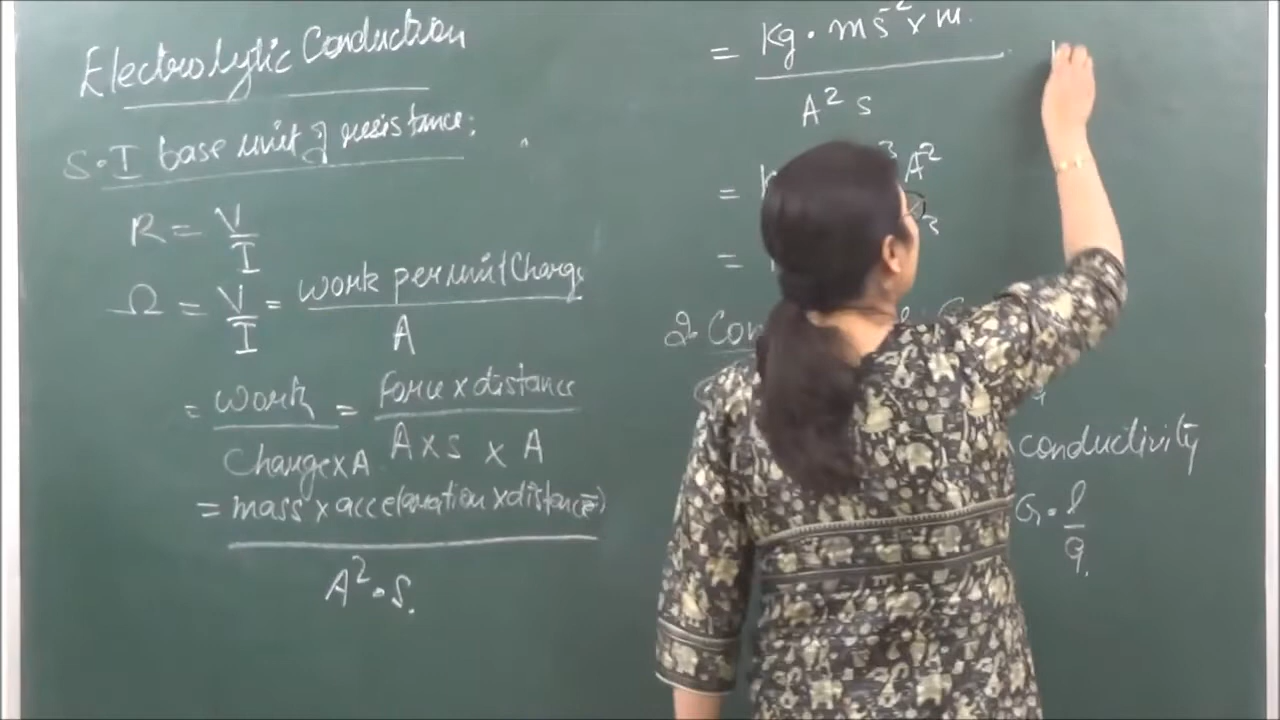 Electrolytic Conduction
S.I base unit of resistance:
R = V/I
Ω = V/I = work per unit Charge / A
= work / Charge x A = force x distance / A x s x A
= mass x acceleration x distance / A² . s.
= Kg . m s⁻² x m. / A² s
= A⁻²
=
2.
conductivity
G . l / a.